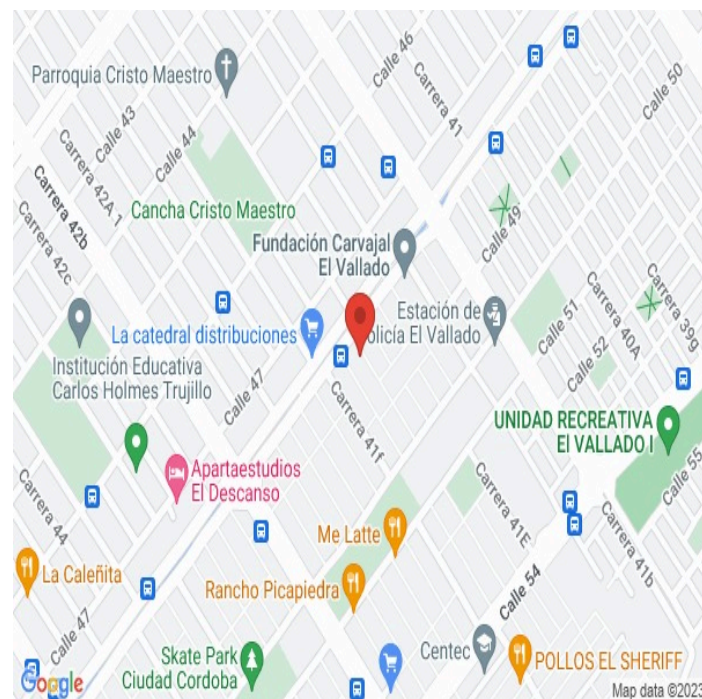 Calle 46
Calle 50
Parroquia Cristo Maestro
Carrera 41
Calle 43
Calle 44
Carrera 42A 1
Carrera 42b
Carrera 42c
Cancha Cristo Maestro
Calle 49
Fundación Carvajal
El Vallado
Carrera 39g
Carrera 40A
Calle 51
Calle 52
Estación de
Policía El Vallado
La catedral distribuciones
Institución Educativa
Carlos Holmes Trujillo
Calle 47
Carrera 41f
UNIDAD RECREATIVA
El VALLADO I
Calle 55
Apartaestudios
El Descanso
Carrera 44
Carrera 41E
Me Latte
Carrera 41b
La Caleñita
Rancho Picapiedra
Calle 54
Calle 47
Skate Park
Ciudad Cordoba
Centec
POLLOS EL SHERIFF
Google
Map data ©2023